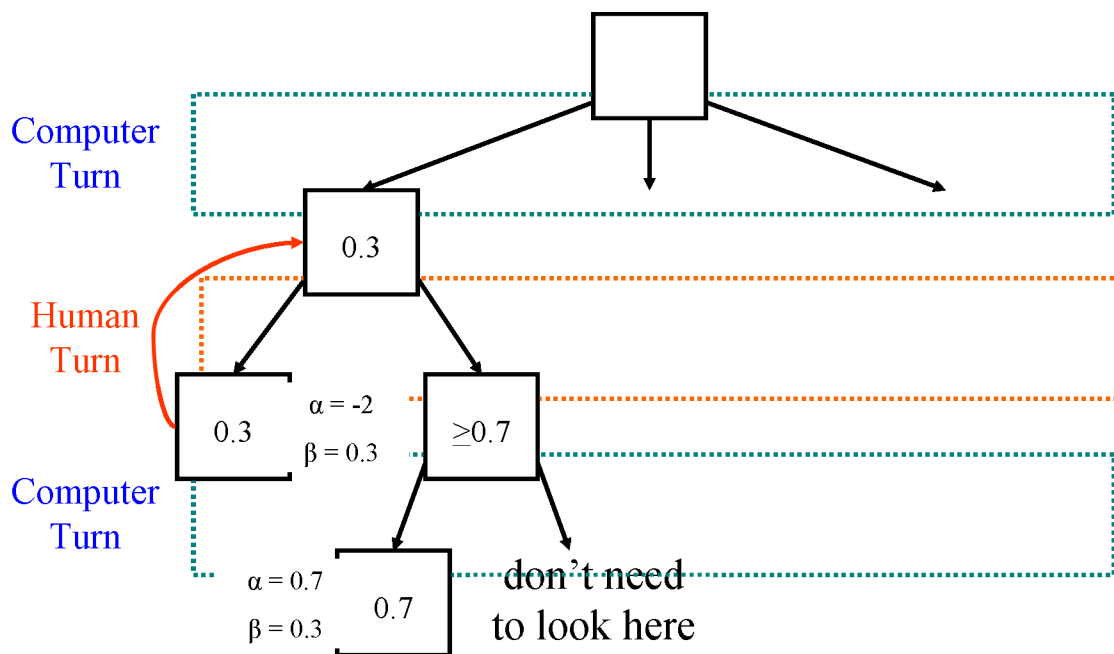 Computer
Turn
0.3
Human
Turn
0.3
α = -2
β = 0.3
≥0.7
Computer
Turn
α = 0.7
β = 0.3
0.7
don’t need
to look here